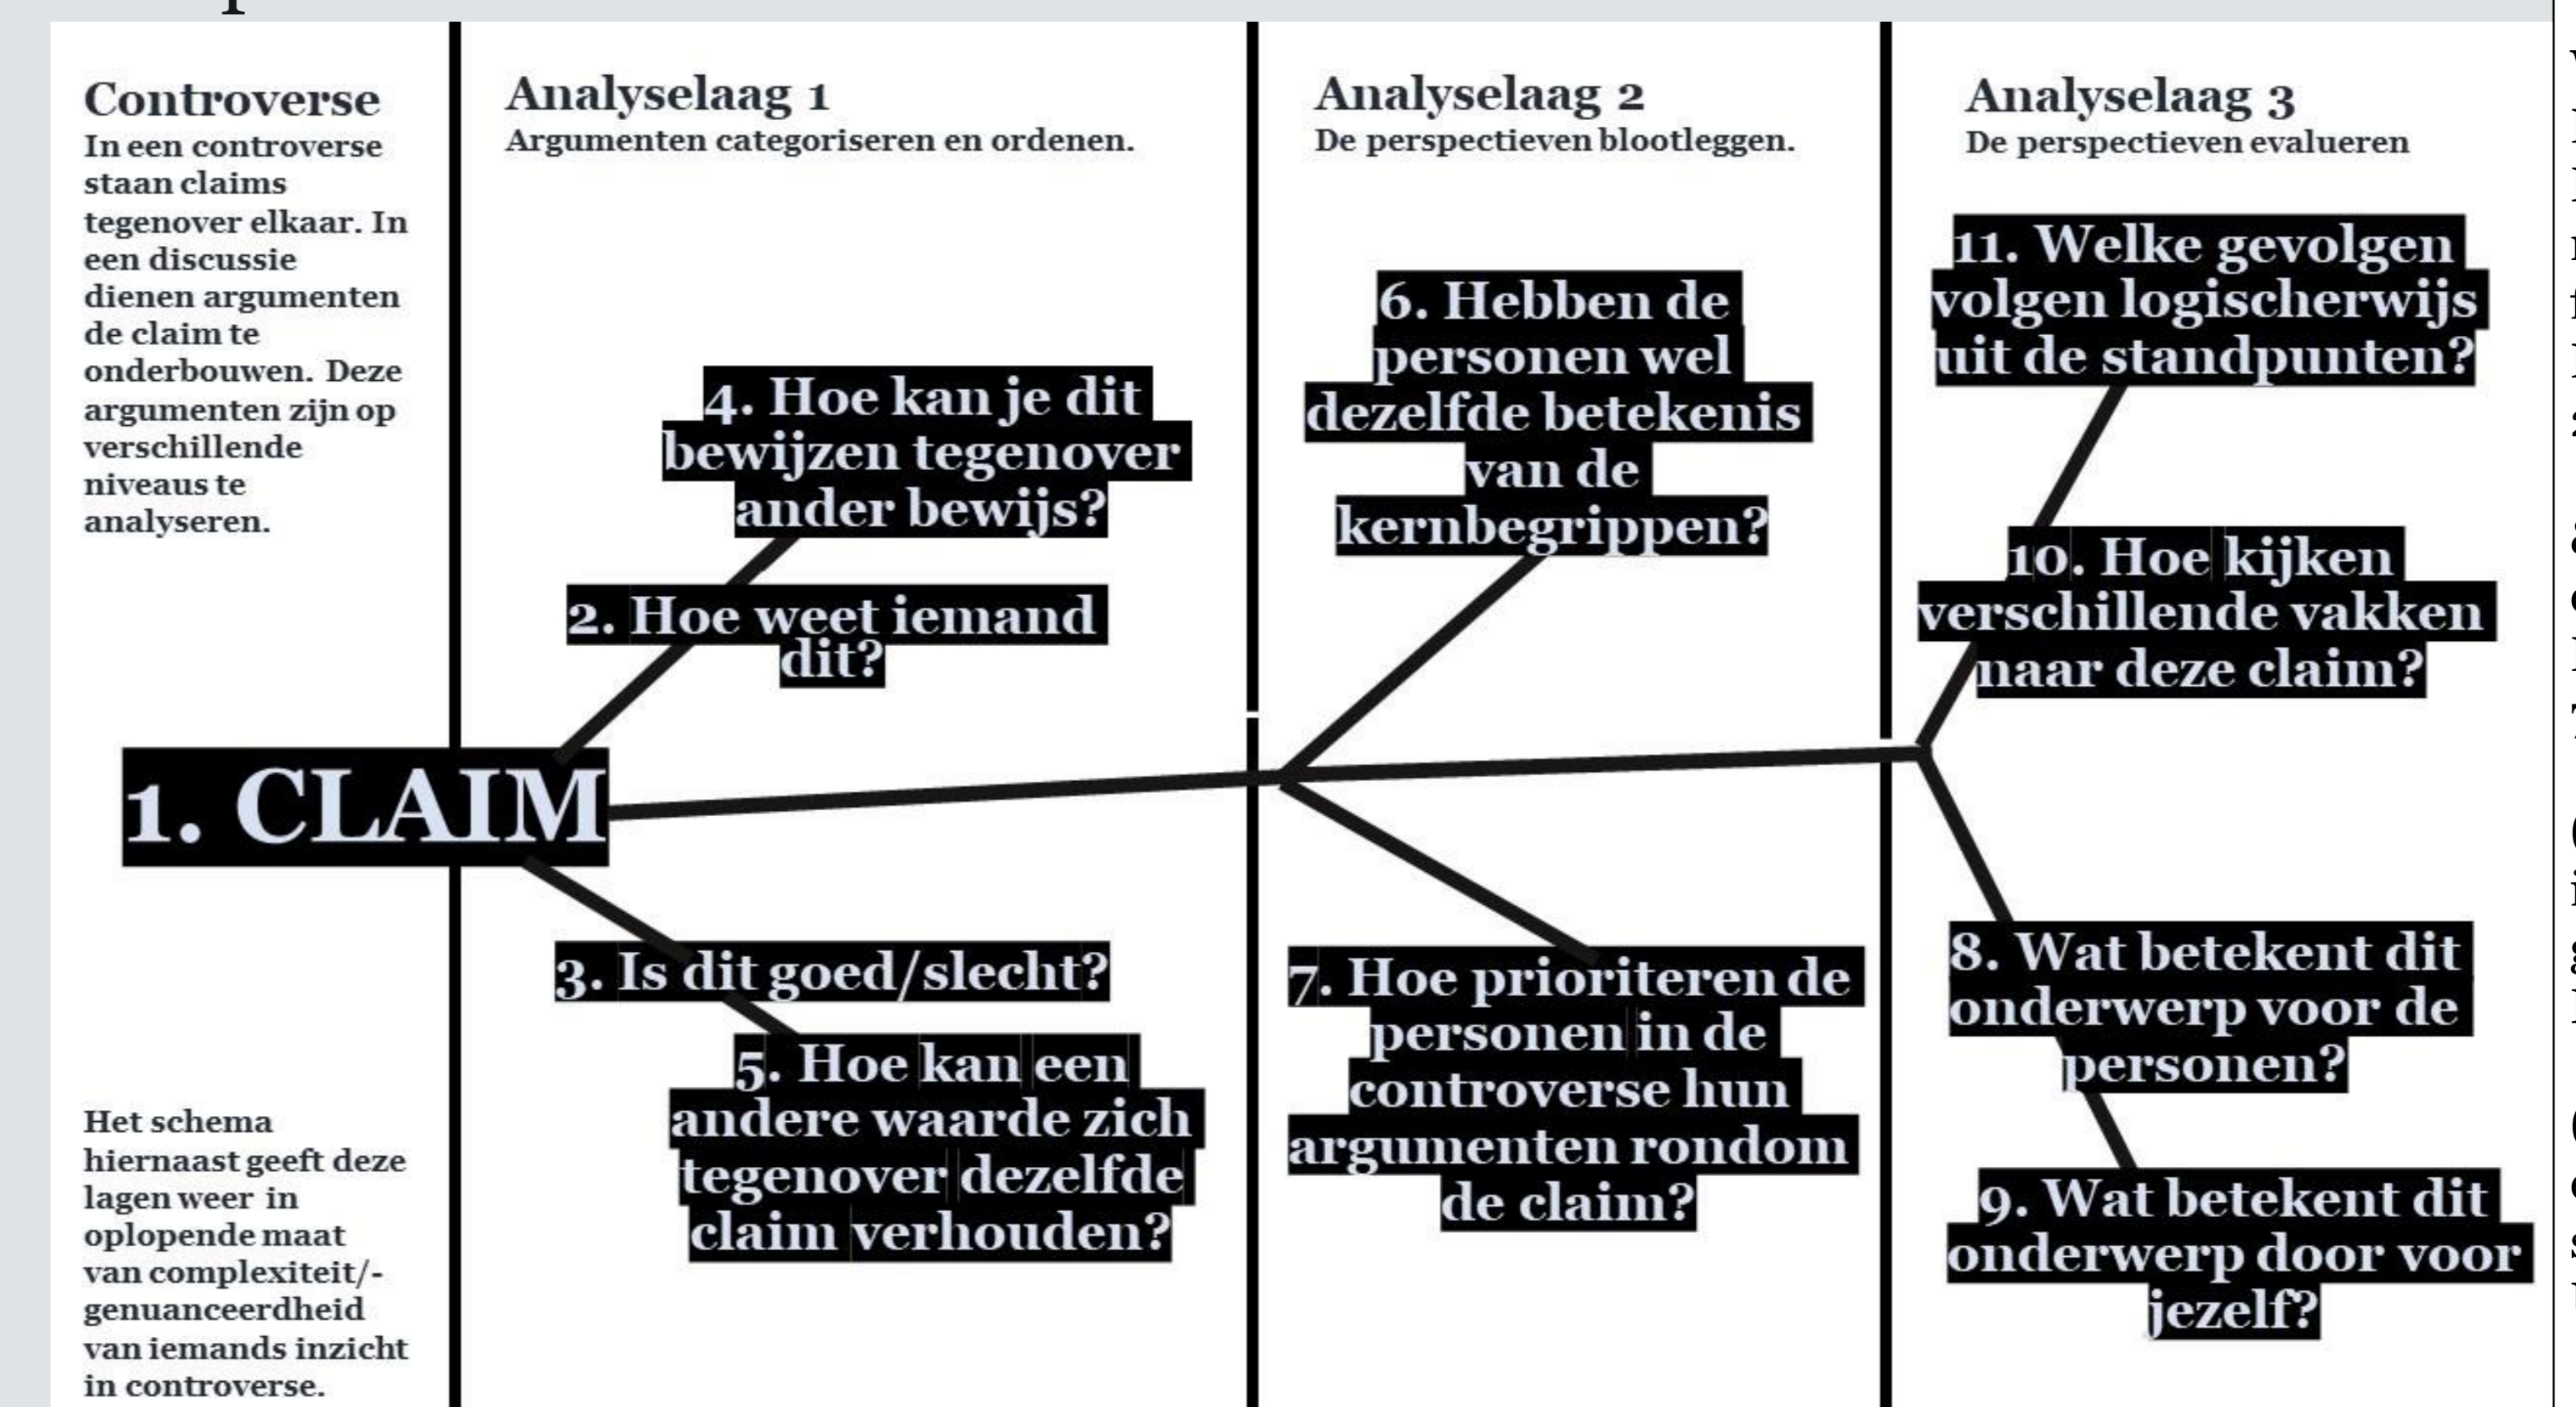 Controverse
In een controverse
staan claims
tegenover elkaar. In
een discussie
dienen argumenten
de claim te
onderbouwen. Deze
argumenten zijn op
verschillende
niveaus te
analyseren.
Het schema
hiernaast geeft deze
lagen weer in
oplopende maat
van complexiteit/-
genuanceerdheid
van iemands inzicht
in controverse.
1. CLAIM
Analyselaag 1
Argumenten categoriseren en ordenen.
4. Hoe kan je dit
bewijzen tegenover
ander bewijs?
2. Hoe weet iemand
dit?
3. Is dit goed/slecht?
5. Hoe kan een
andere waarde zich
tegenover dezelfde
claim verhouden?
Analyselaag 2
De perspectieven blootleggen.
6. Hebben de
personen wel
dezelfde betekenis
van de
kernbegrippen?
7. Hoe prioriteren de
personen in de
controverse hun
argumenten rondom
de claim?
Analyselaag 3
De perspectieven evalueren
11. Welke gevolgen
volgen logischerwijs
uit de standpunten?
10. Hoe kijken
verschillende vakken
naar deze claim?
8. Wat betekent dit
onderwerp voor de
personen?
9. Wat betekent dit
onderwerp door voor
jezelf?